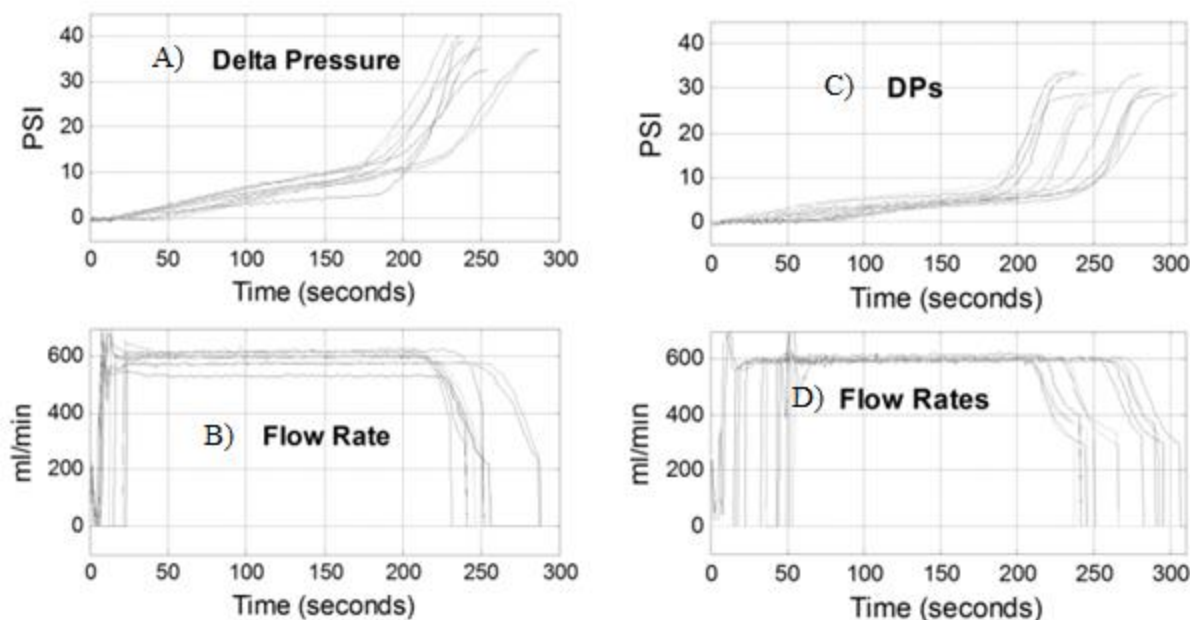 A) Delta Pressure
40
30
20
10
0
PSI
0 50 100 150 200 250 300
Time (seconds)
C) DPs
40
30
20
10
0
PSI
0 50 100 150 200 250 300
Time (seconds)
B) Flow Rate
600
400
200
0
ml/min
0 50 100 150 200 250 300
Time (seconds)
D) Flow Rates
600
400
200
0
ml/min
0 50 100 150 200 250 300
Time (seconds)